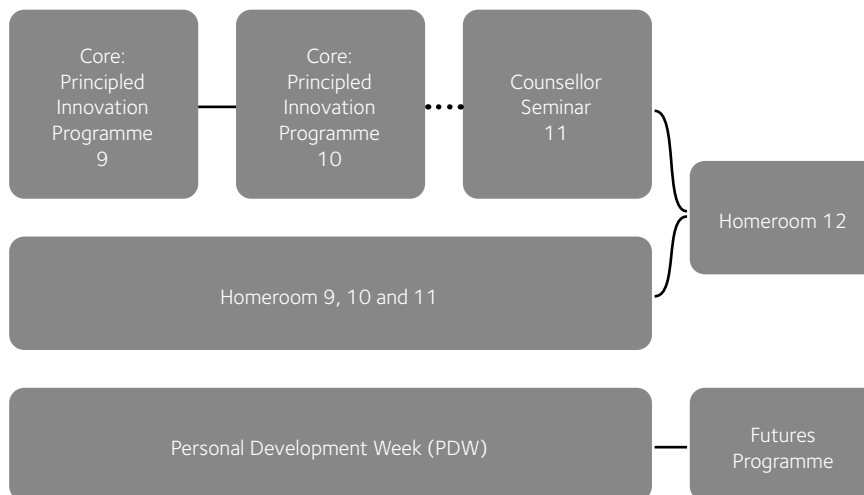 Core:
Principled
Innovation
Programme
9
Core:
Principled
Innovation
Programme
10
Counsellor
Seminar
11
Homeroom 12
Homeroom 9, 10 and 11
Personal Development Week (PDW)
Futures
Programme